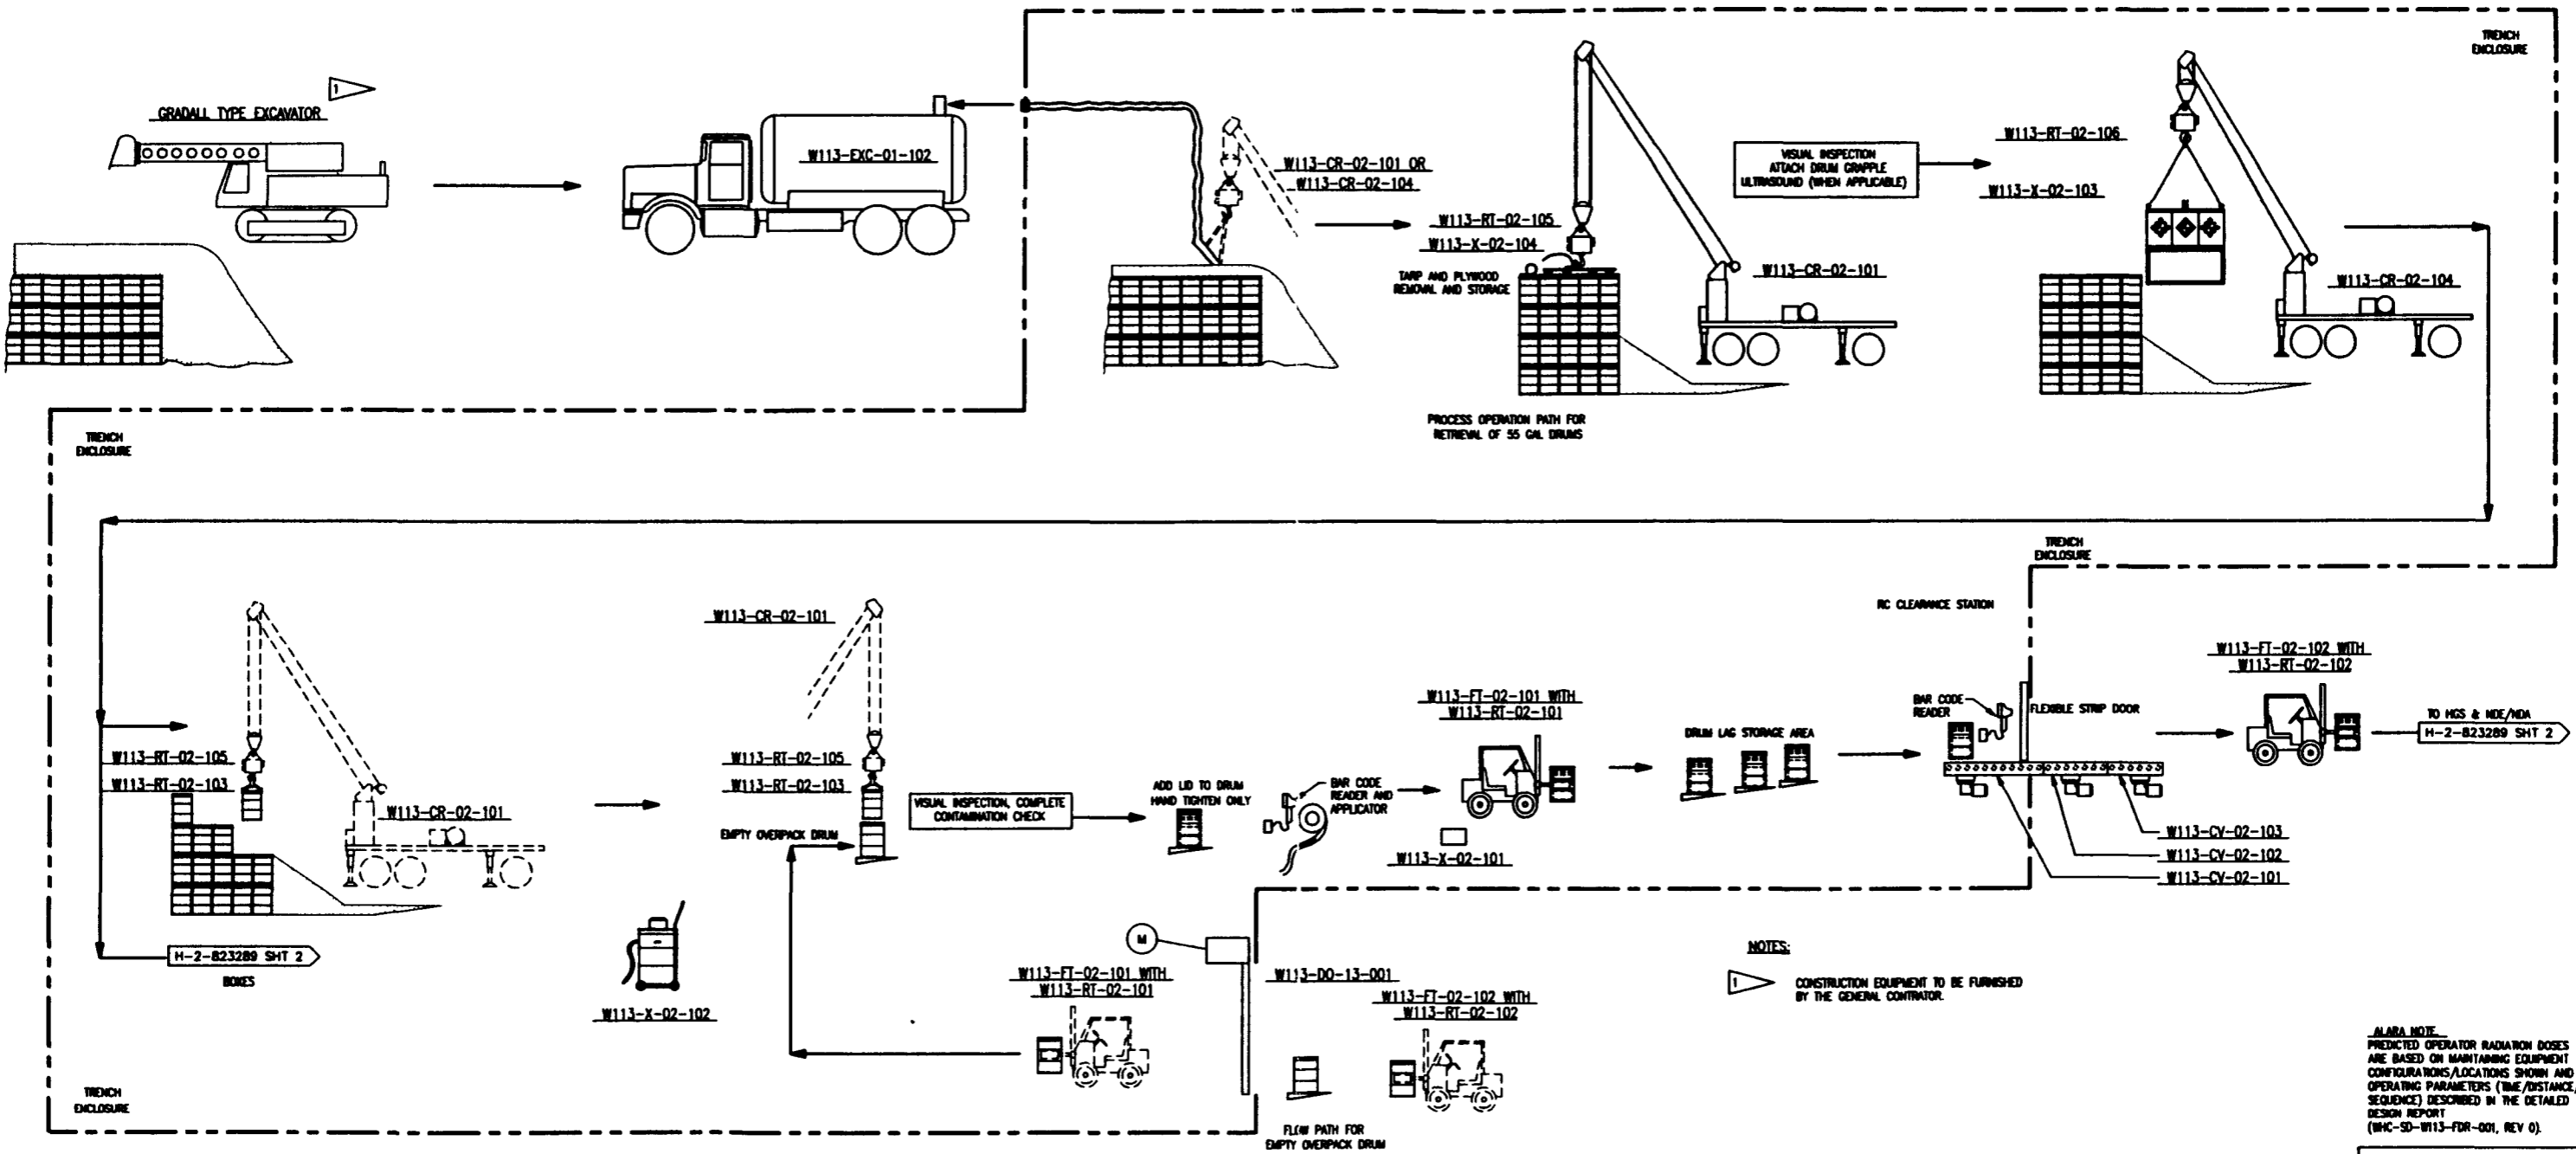 TRENCH
ENCLOSURE
1
GRADALL TYPE EXCAVATOR
W113-EXC-01-102
W113-CR-02-101 OR
W113-CR-02-104
W113-RT-02-105
W113-X-02-104
TARP AND PLYWOOD
REMOVAL AND STORAGE
W113-CR-02-101
VISUAL INSPECTION
ATTACH DRUM GRAPPLE
ULTRASOUND (WHEN APPLICABLE)
W113-RT-02-106
W113-X-02-103
W113-CR-02-104
PROCESS OPERATION PATH FOR
RETRIEVAL OF 55 GAL DRUMS
TRENCH
ENCLOSURE
TRENCH
ENCLOSURE
RC CLEARANCE STATION
W113-RT-02-105
W113-RT-02-103
W113-CR-02-101
H-2-823289 SHT 2
BOXES
W113-CR-02-101
W113-RT-02-105
W113-RT-02-103
EMPTY OVERPACK DRUM
VISUAL INSPECTION, COMPLETE
CONTAMINATION CHECK
ADD LID TO DRUM
HAND TIGHTEN ONLY
BAR CODE
READER AND
APPLICATOR
W113-FT-02-101 WITH
W113-RT-02-101
W113-X-02-101
DRUM LAG STORAGE AREA
BAR CODE
READER
FLEXIBLE STRIP DOOR
W113-FT-02-102 WITH
W113-RT-02-102
TO HGS & NDE/NDA
H-2-823289 SHT 2
W113-CV-02-103
W113-CV-02-102
W113-CV-02-101
W113-X-02-102
M
W113-FT-02-101 WITH
W113-RT-02-101
W113-DO-13-001
W113-FT-02-102 WITH
W113-RT-02-102
FLOW PATH FOR
EMPTY OVERPACK DRUM
TRENCH
ENCLOSURE
NOTES:
1
CONSTRUCTION EQUIPMENT TO BE FURNISHED
BY THE GENERAL CONTRATOR.
ALARA NOTE
PREDICTED OPERATOR RADIATION DOSES
ARE BASED ON MAINTAINING EQUIPMENT
CONFIGURATIONS/LOCATIONS SHOWN AND
OPERATING PARAMETERS (TIME/DISTANCE,
SEQUENCE) DESCRIBED IN THE DETAILED
DESIGN REPORT
(WHC-SD-W113-FDR-001, REV 0).